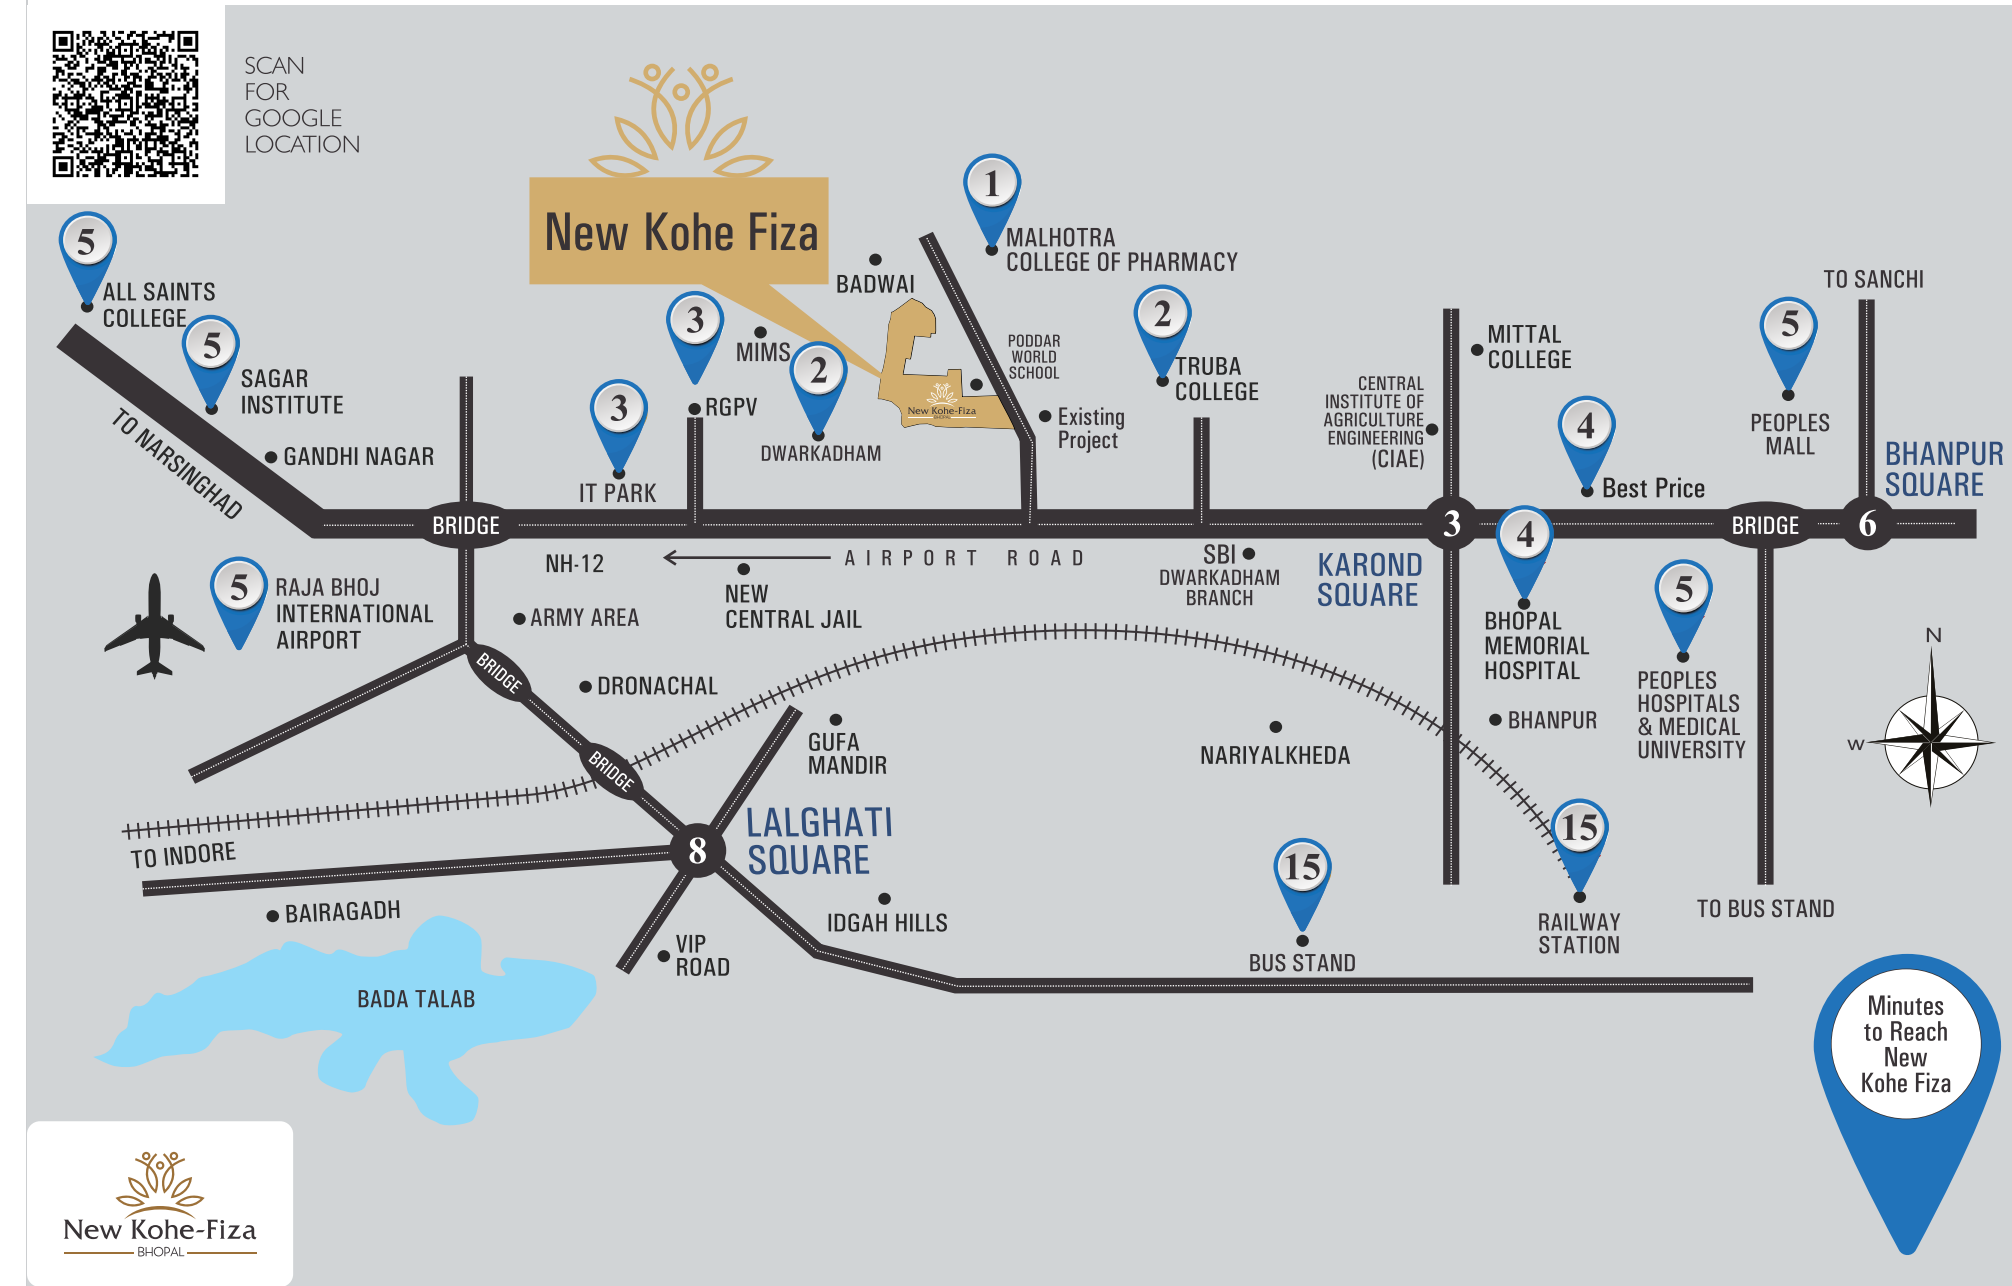 SCAN
FOR
GOOGLE
LOCATION
New Kohe Fiza
1
MALHOTRA
COLLEGE OF PHARMACY
5
ALL SAINTS
COLLEGE
5
SAGAR
INSTITUTE
TO NARSINGHAD
GANDHI NAGAR
BADWAI
3
RGPV
MIMS
2
DWARKADHAM
3
IT PARK
New Kohe-Fiza
BHOPAL
PODDAR
WORLD
SCHOOL
Existing
Project
2
TRUBA
COLLEGE
MITTAL
COLLEGE
CENTRAL
INSTITUTE OF
AGRICULTURE
ENGINEERING
(CIAE)
4
Best Price
5
PEOPLES
MALL
TO SANCHI
BHANPUR
SQUARE
BRIDGE
3
BRIDGE
6
NH-12
AIRPORT ROAD
NEW
CENTRAL JAIL
SBI
DWARKADHAM
BRANCH
KAROND
SQUARE
4
BHOPAL
MEMORIAL
HOSPITAL
5
PEOPLES
HOSPITALS
& MEDICAL
UNIVERSITY
BHANPUR
5
RAJA BHOJ
INTERNATIONAL
AIRPORT
ARMY AREA
BRIDGE
DRONACHAL
BRIDGE
GUFA
MANDIR
NARIYALKHEDA
N
W
TO INDORE
8
LALGHATI
SQUARE
BAIRAGADH
IDGAH HILLS
VIP
ROAD
15
BUS STAND
15
RAILWAY
STATION
TO BUS STAND
BADA TALAB
Minutes
to Reach
New
Kohe Fiza
New Kohe-Fiza
BHOPAL